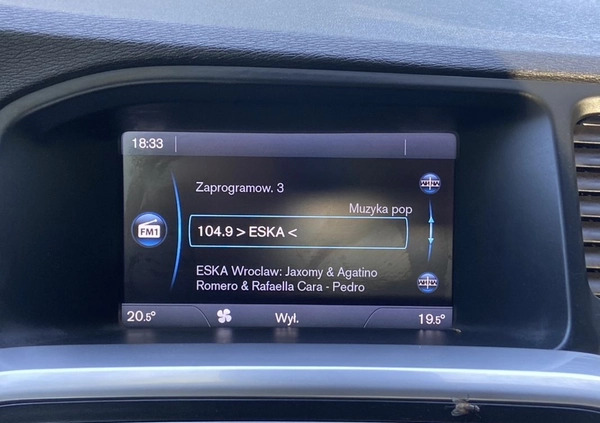 18:33
Zaprogramow. 3
Muzyka pop
FM1
104.9 > ESKA <
ESKA Wroclaw: Jaxomy & Agatino
Romero & Rafaella Cara - Pedro
20.5° Wył. 19.5°